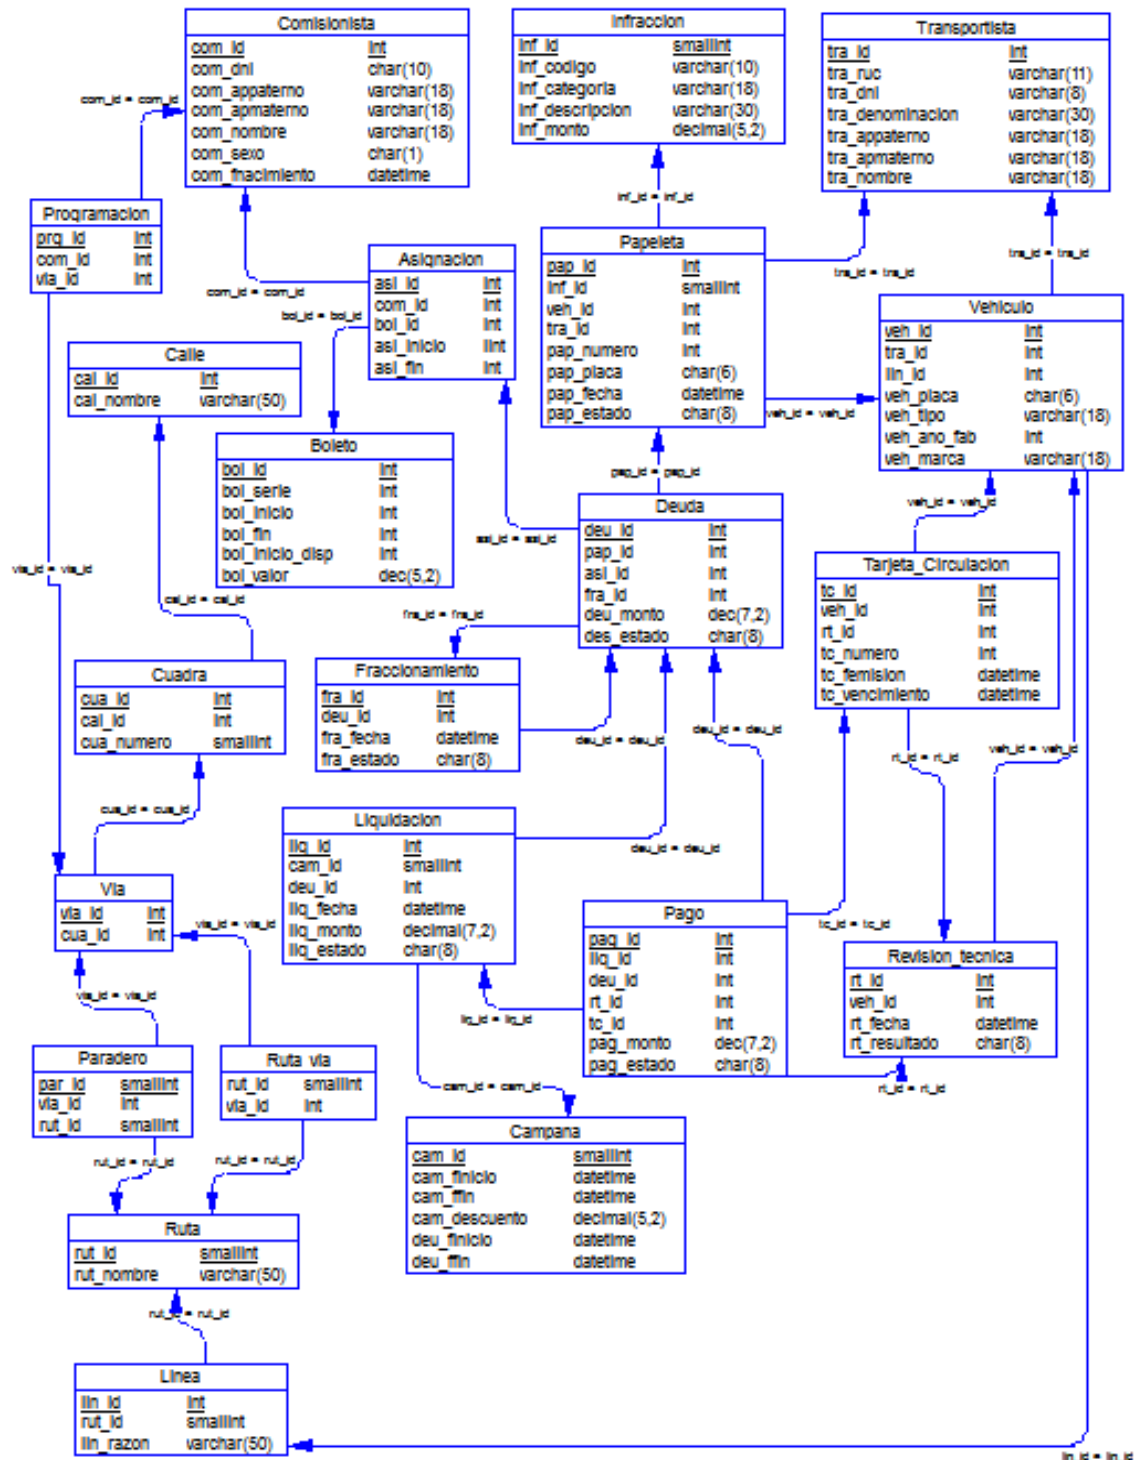 Comisionista
com_id int
com_dni char(10)
com_appaterno varchar(18)
com_apmaterno varchar(18)
com_nombre varchar(18)
com_sexo char(1)
com_fnacimiento datetime
Infraccion
inf_id smallint
inf_codigo varchar(10)
inf_categoria varchar(18)
inf_descripcion varchar(30)
inf_monto decimal(5,2)
Transportista
tra_id int
tra_ruc varchar(11)
tra_dni varchar(8)
tra_denominacion varchar(30)
tra_appaterno varchar(18)
tra_apmaterno varchar(18)
tra_nombre varchar(18)
com_id = com_id
inf_id = inf_id
tra_id = tra_id
tra_id = tra_id
Programacion
prg_id int
com_id int
via_id int
com_id = com_id
Asignacion
asi_id int
com_id int
bol_id int
asi_inicio iint
asi_fin int
bol_id = bol_id
Papeleta
pap_id int
inf_id smallint
veh_id int
tra_id int
pap_numero int
pap_placa char(6)
pap_fecha datetime
pap_estado char(8)
Vehiculo
veh_id int
tra_id int
lin_id int
veh_placa char(6)
veh_tipo varchar(18)
veh_ano_fab int
veh_marca varchar(18)
veh_id = veh_id
Calle
cal_id int
cal_nombre varchar(50)
Boleto
bol_id int
bol_serie int
bol_inicio int
bol_fin int
bol_inicio_disp int
bol_valor dec(5,2)
pap_id = pap_id
asi_id = asi_id
veh_id = veh_id
Deuda
deu_id int
pap_id int
asi_id int
fra_id int
deu_monto dec(7,2)
des_estado char(8)
Tarjeta_Circulacion
tc_id int
veh_id int
rt_id int
tc_numero int
tc_femision datetime
tc_vencimiento datetime
via_id = via_id
cal_id = cal_id
fra_id = fra_id
Cuadra
cua_id int
cal_id int
cua_numero smallint
Fraccionamiento
fra_id int
deu_id int
fra_fecha datetime
fra_estado char(8)
deu_id = deu_id
deu_id = deu_id
rt_id = rt_id
veh_id = veh_id
cua_id = cua_id
Liquidacion
liq_id int
cam_id smallint
deu_id int
liq_fecha datetime
liq_monto decimal(7,2)
liq_estado char(8)
deu_id = deu_id
Via
via_id int
cua_id int
via_id = via_id
Pago
pag_id int
liq_id int
deu_id int
rt_id int
tc_id int
pag_monto dec(7,2)
pag_estado char(8)
tc_id = tc_id
Revision_tecnica
rt_id int
veh_id int
rt_fecha datetime
rt_resultado char(8)
via_id = via_id
liq_id = liq_id
rt_id = rt_id
Paradero
par_id smallint
via_id int
rut_id smallint
Ruta via
rut_id smallint
via_id int
cam_id = cam_id
Campana
cam_id smallint
cam_finicio datetime
cam_ffin datetime
cam_descuento decimal(5,2)
deu_finicio datetime
deu_ffin datetime
rut_id = rut_id
rut_id = rut_id
Ruta
rut_id smallint
rut_nombre varchar(50)
rut_id = rut_id
Linea
lin_id int
rut_id smallint
lin_razon varchar(50)
lin_id = lin_id